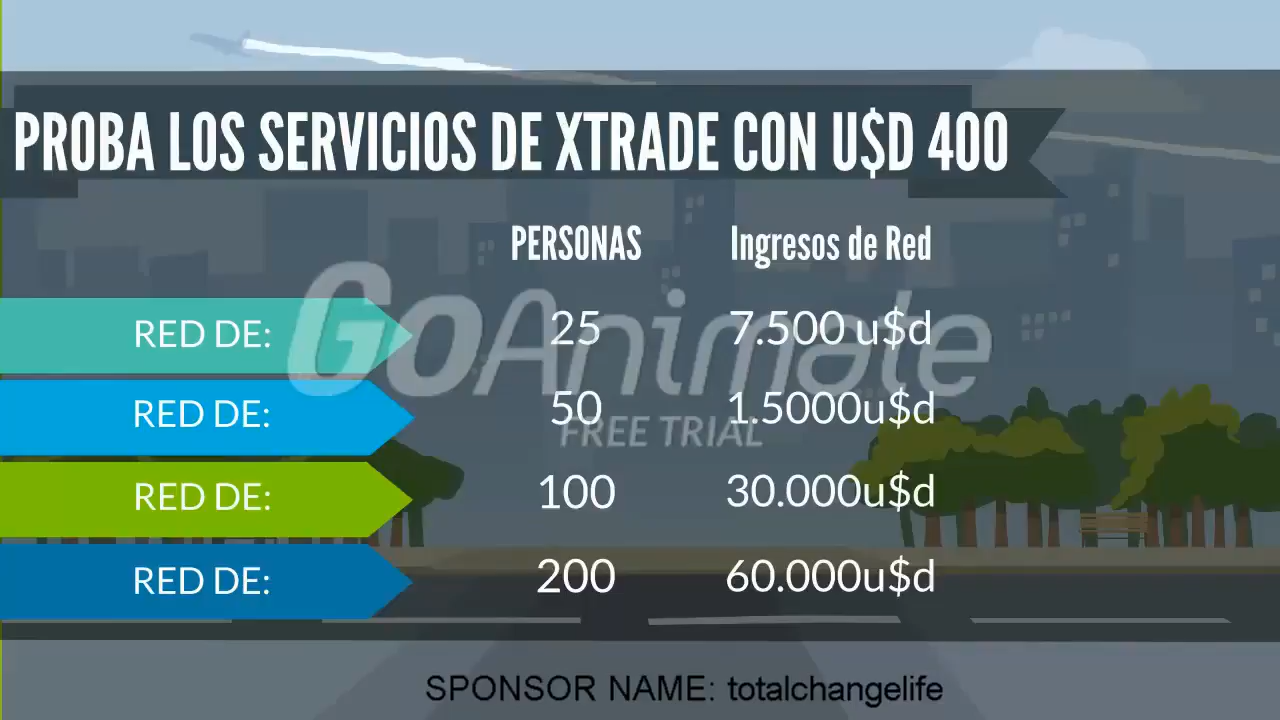 PROBA LOS SERVICIOS DE XTRADE CON U$D 400
PERSONAS Ingresos de Red
RED DE: 25 7.500 u$d
GoAnimate
RED DE: 50 1.5000u$d
FREE TRIAL
RED DE: 100 30.000u$d
RED DE: 200 60.000u$d
SPONSOR NAME: totalchangelife